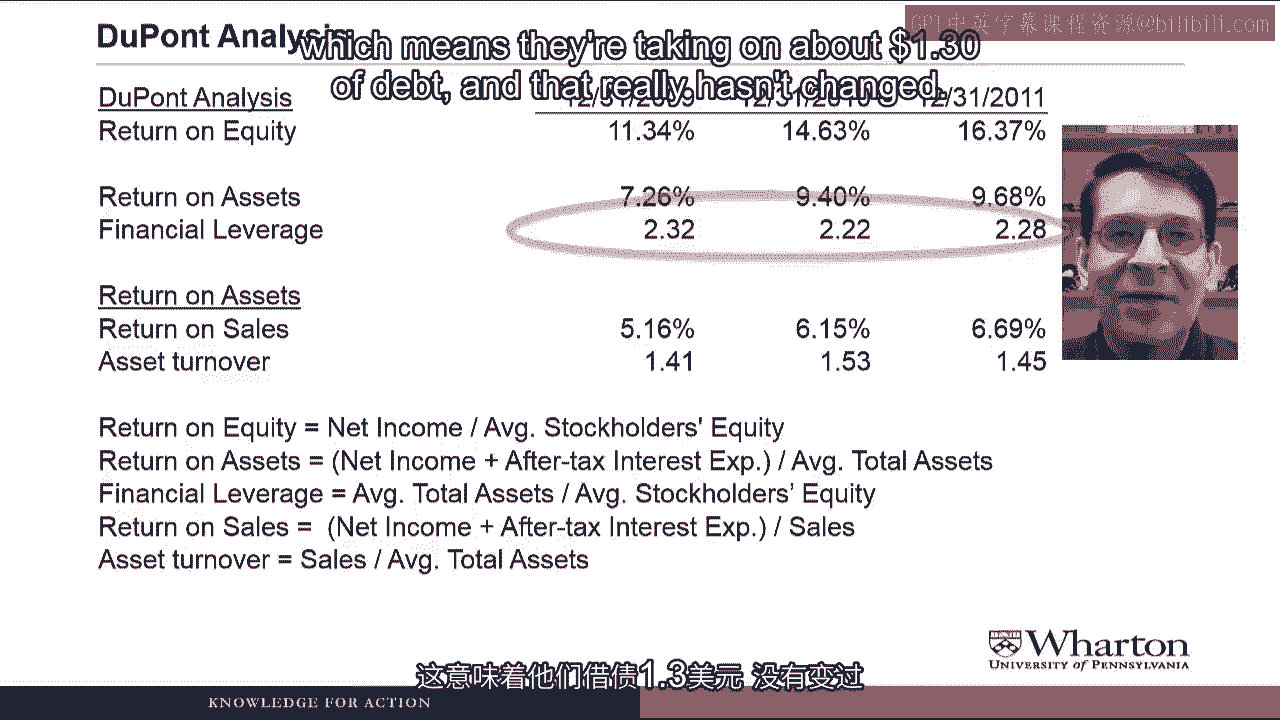 GPT中英字幕课程资源@bilibili.com
DuPont Analysis
which means they're taking on about $1.30
of debt, and that really hasn't changed.
DuPont Analysis 12/31/2009 12/31/2010 12/31/2011
Return on Equity 11.34% 14.63% 16.37%
Return on Assets 7.26% 9.40% 9.68%
Financial Leverage 2.32 2.22 2.28
Return on Assets
Return on Sales 5.16% 6.15% 6.69%
Asset turnover 1.41 1.53 1.45
Return on Equity = Net Income / Avg. Stockholders' Equity
Return on Assets = (Net Income + After-tax Interest Exp.) / Avg. Total Assets
Financial Leverage = Avg. Total Assets / Avg. Stockholders’ Equity
Return on Sales = (Net Income + After-tax Interest Exp.) / Sales
Asset turnover = Sales / Avg. Total Assets
Wharton
UNIVERSITY of PENNSYLVANIA
这意味着他们借债1.3美元 没有变过
KNOWLEDGE FOR ACTION